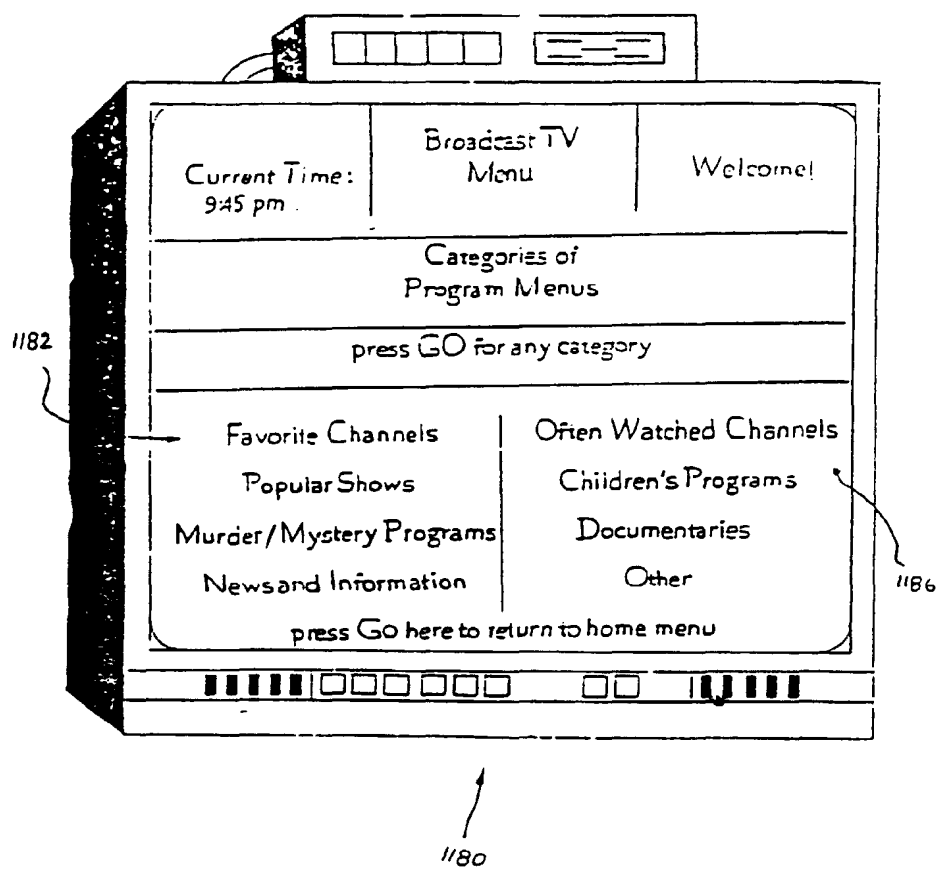 Current Time:
9:45 pm
Broadcast TV
Menu
Welcome!
Categories of
Program Menus
press GO for any category
1182
Favorite Channels
Popular Shows
Murder/Mystery Programs
News and Information
Often Watched Channels
Children's Programs
Documentaries
Other
1186
press Go here to return to home menu
1180